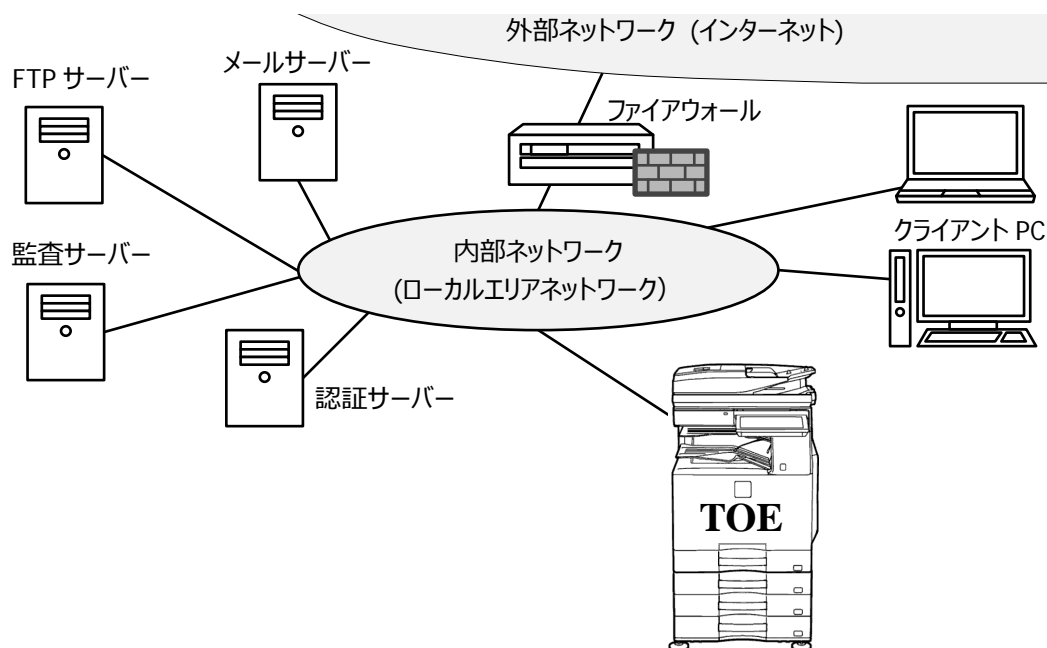 外部ネットワーク (インターネット)
FTP サーバー
メールサーバー
ファイアウォール
監査サーバー
内部ネットワーク
(ローカルエリアネットワーク)
クライアント PC
認証サーバー
TOE